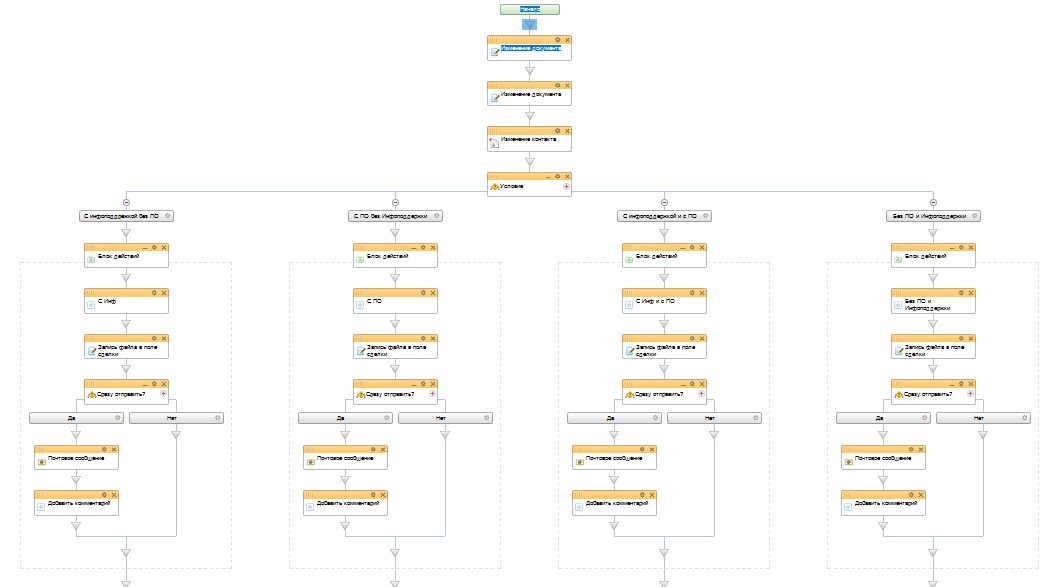 Начало
Изменение документа
Изменение документа
Изменение контакта
Условие
С инфоподдержкой без ПО
С ПО без Инфоподдержки
С инфоподдержкой и с ПО
Без ПО и Инфоподдержки
Блок действий
Блок действий
Блок действий
Блок действий
С Инф
С ПО
С Инф и с ПО
Без ПО и
Инфоподдержки
Запись файла в поле
сделки
Запись файла в поле
сделки
Запись файла в поле
сделки
Запись файла в поле
сделки
Сразу отправить?
Сразу отправить?
Сразу отправить?
Сразу отправить?
Да
Нет
Да
Нет
Да
Нет
Да
Нет
Почтовое сообщение
Почтовое сообщение
Почтовое сообщение
Почтовое сообщение
Добавить комментарий
Добавить комментарий
Добавить комментарий
Добавить комментарий